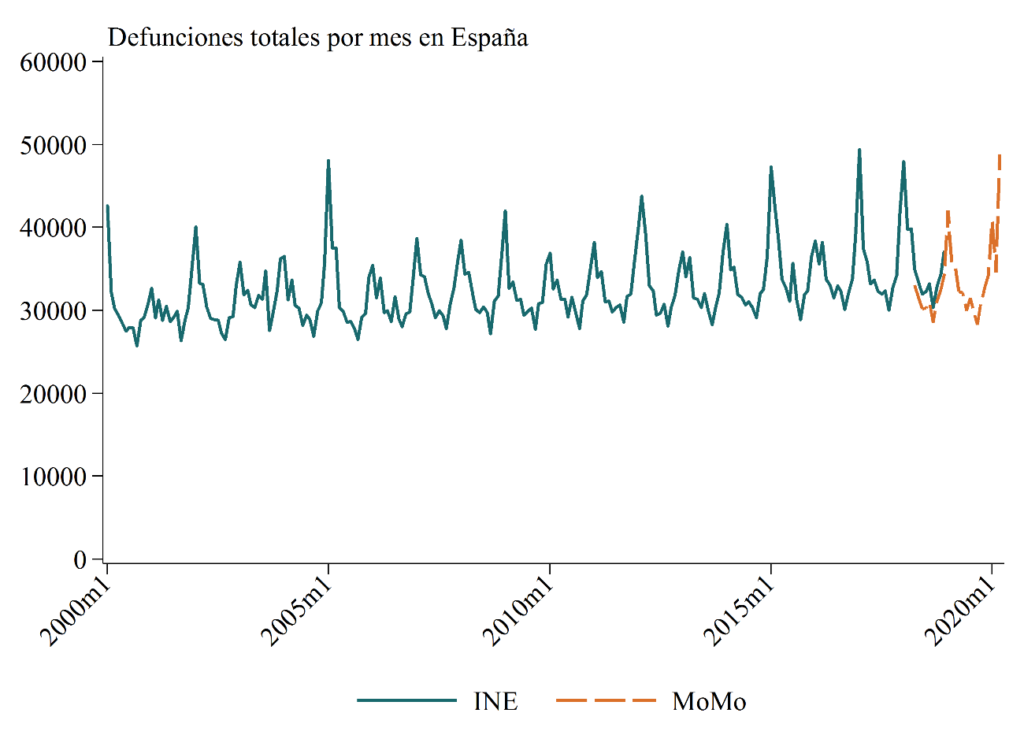 Defunciones totales por mes en España
60000
50000
40000
30000
20000
10000
0
2000m1
2005m1
2010m1
2015m1
2020m1
INE
MoMo